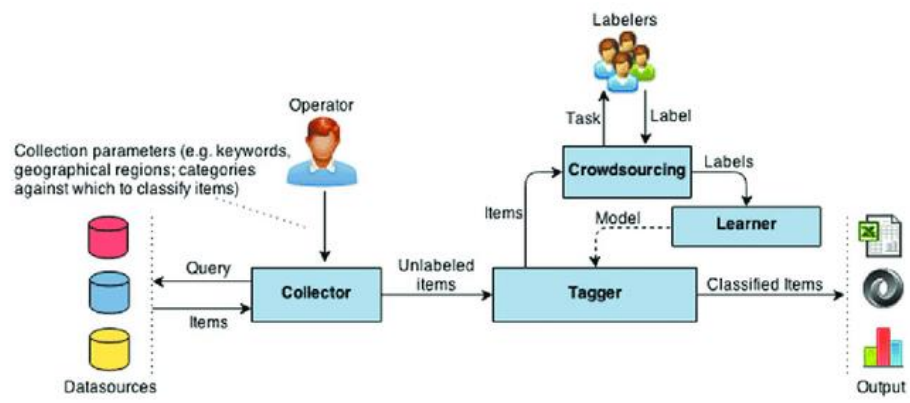 Labelers
Operator
Task
Label
Collection parameters (e.g. keywords,
geographical regions; categories
against which to classify items)
Crowdsourcing
Labels
Items
Model
Learner
Query
Collector
Unlabeled
items
Tagger
Classified Items
Items
Datasources
Output